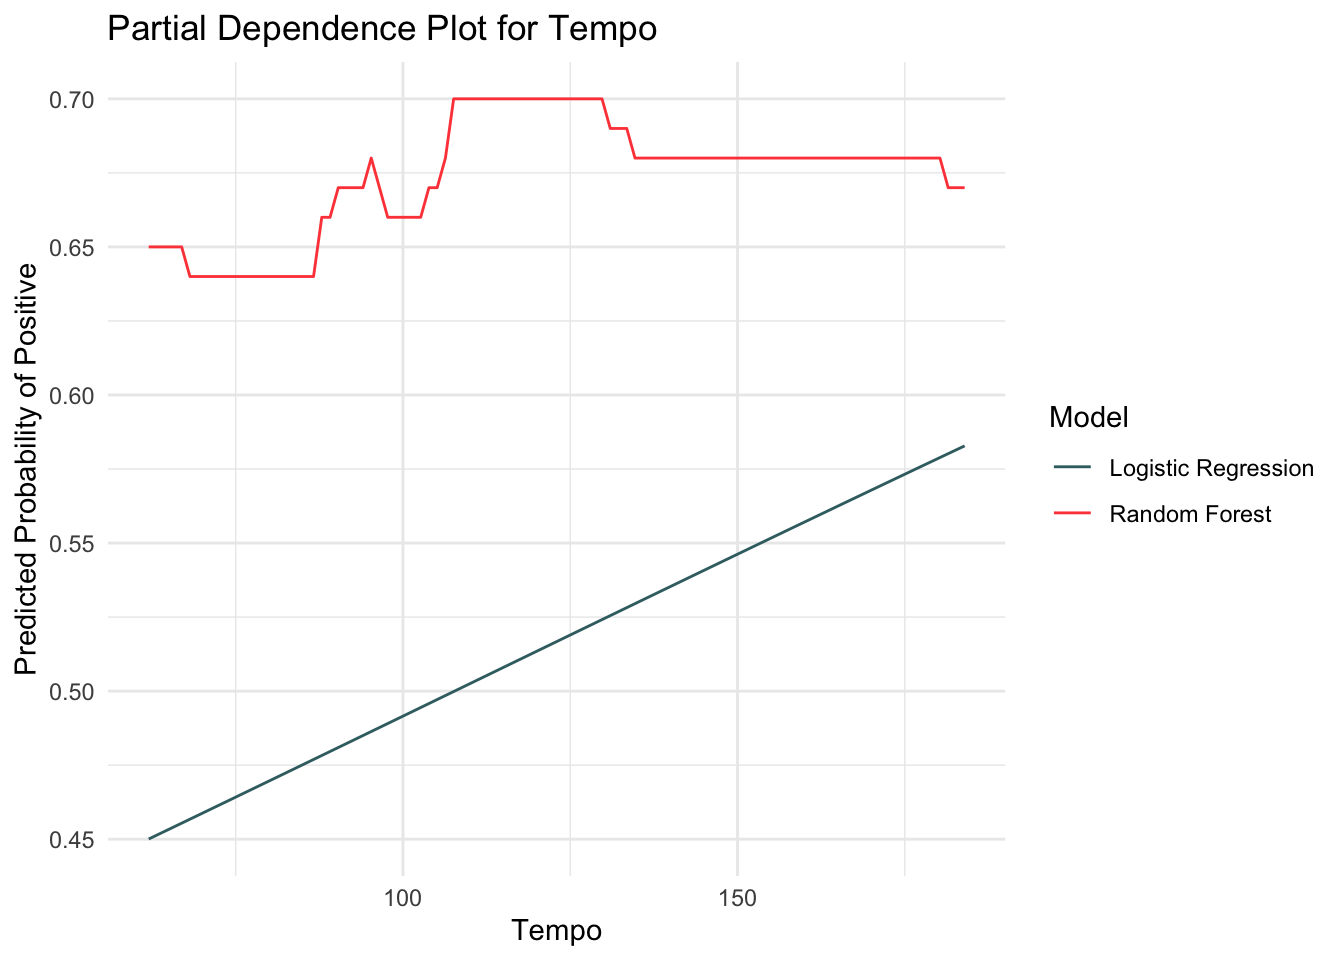 Partial Dependence Plot for Tempo
Predicted Probability of Positive
0.70
0.65
0.60
0.55
0.50
0.45
100 150
Tempo
Model
Logistic Regression
Random Forest